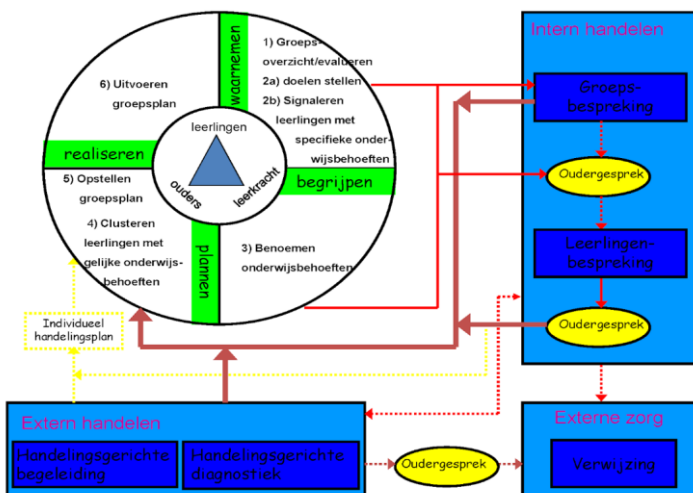 waarnemen
1) Groeps-
overzicht/evalueren
2a) doelen stellen
2b) Signaleren
leerlingen met
specifieke onder-
wijsbehoeften
begrijpen
3) Benoemen
onderwijsbehoeften
plannen
4) Clusteren
leerlingen met
gelijke onderwijs-
behoeften
5) Opstellen
groepsplan
realiseren
6) Uitvoeren
groepsplan
leerlingen
ouders
leerkracht
Intern handelen
Groeps-
bespreking
Oudergesprek
Leerlingen-
bespreking
Oudergesprek
Individueel
handelingsplan
Extern handelen
Handelingsgerichte
begeleiding
Handelingsgerichte
diagnostiek
Oudergesprek
Externe zorg
Verwijzing